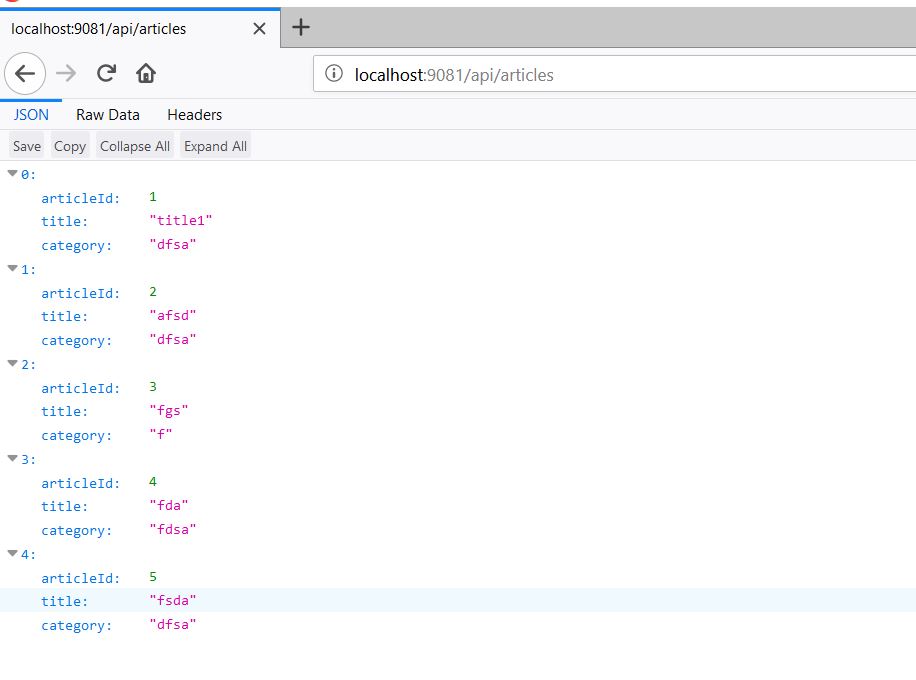 localhost:9081/api/articles
localhost:9081/api/articles
JSON Raw Data Headers
Save Copy Collapse All Expand All
0:
articleId: 1
title: "title1"
category: "dfsa"
1:
articleId: 2
title: "afsd"
category: "dfsa"
2:
articleId: 3
title: "fgs"
category: "f"
3:
articleId: 4
title: "fda"
category: "fdsa"
4:
articleId: 5
title: "fsda"
category: "dfsa"